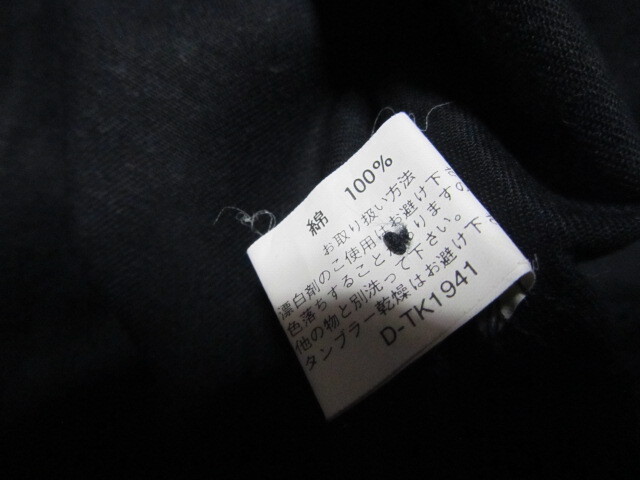 綿 100%
お取り扱い方法
漂白剤のご使用はお避け下さ
色落ちすることありますの
他の物と別洗って下さい。
タンブラー乾燥はお避け下
D-TK1941